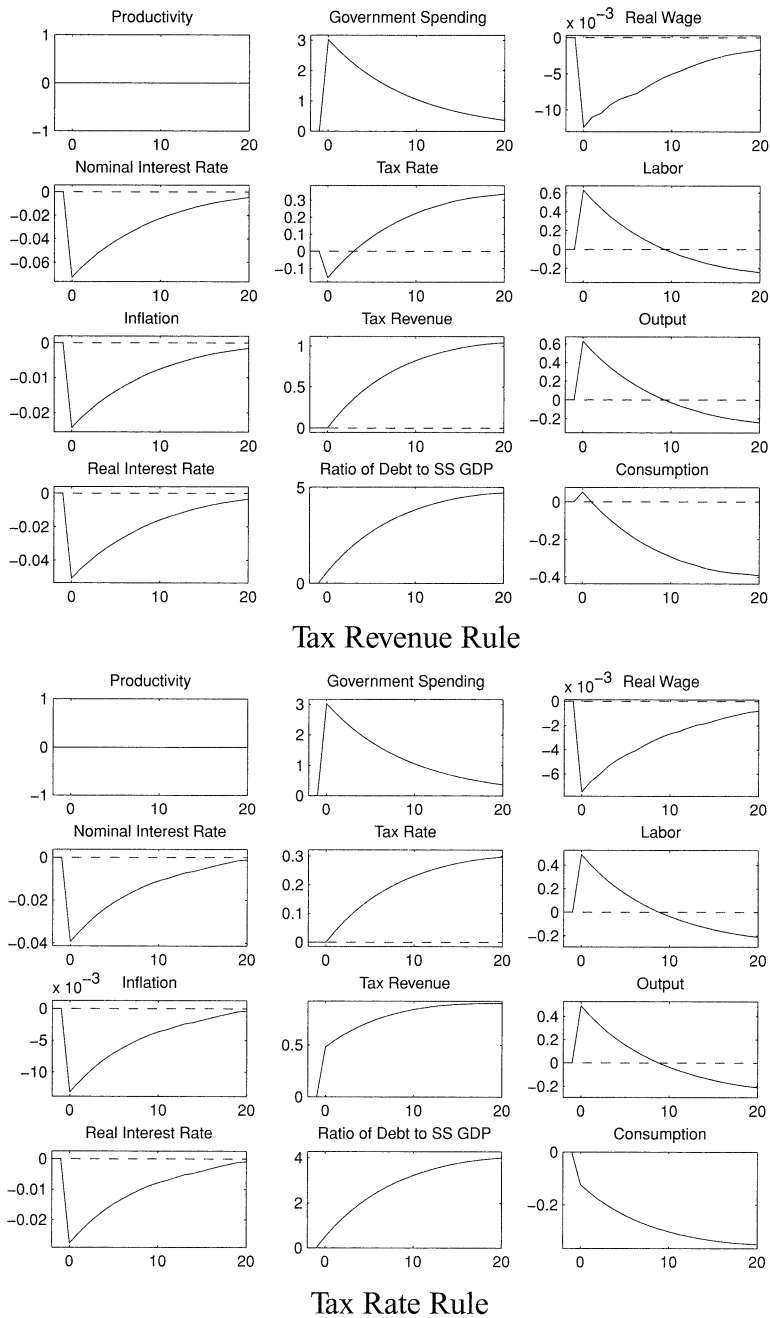 Productivity
Government Spending
x 10⁻³ Real Wage
1
0
−1
0 10 20
3
2
1
0
0 10 20
0
−5
−10
0 10 20
Nominal Interest Rate
Tax Rate
Labor
0
−0.02
−0.04
−0.06
0 10 20
0.3
0.2
0.1
0
−0.1
0 10 20
0.6
0.4
0.2
0
−0.2
0 10 20
Inflation
Tax Revenue
Output
0
−0.01
−0.02
0 10 20
1
0.5
0
0 10 20
0.6
0.4
0.2
0
−0.2
0 10 20
Real Interest Rate
Ratio of Debt to SS GDP
Consumption
0
−0.02
−0.04
0 10 20
5
0
0 10 20
0
−0.2
−0.4
0 10 20
Tax Revenue Rule
Productivity
Government Spending
x 10⁻³ Real Wage
1
0
−1
0 10 20
3
2
1
0
0 10 20
0
−2
−4
−6
0 10 20
Nominal Interest Rate
Tax Rate
Labor
0
−0.02
−0.04
0 10 20
0.3
0.2
0.1
0
0 10 20
0.4
0.2
0
−0.2
0 10 20
x 10⁻³ Inflation
Tax Revenue
Output
0
−5
−10
0 10 20
0.5
0
0 10 20
0.4
0.2
0
−0.2
0 10 20
Real Interest Rate
Ratio of Debt to SS GDP
Consumption
0
−0.01
−0.02
0 10 20
4
2
0
0 10 20
0
−0.2
0 10 20
Tax Rate Rule